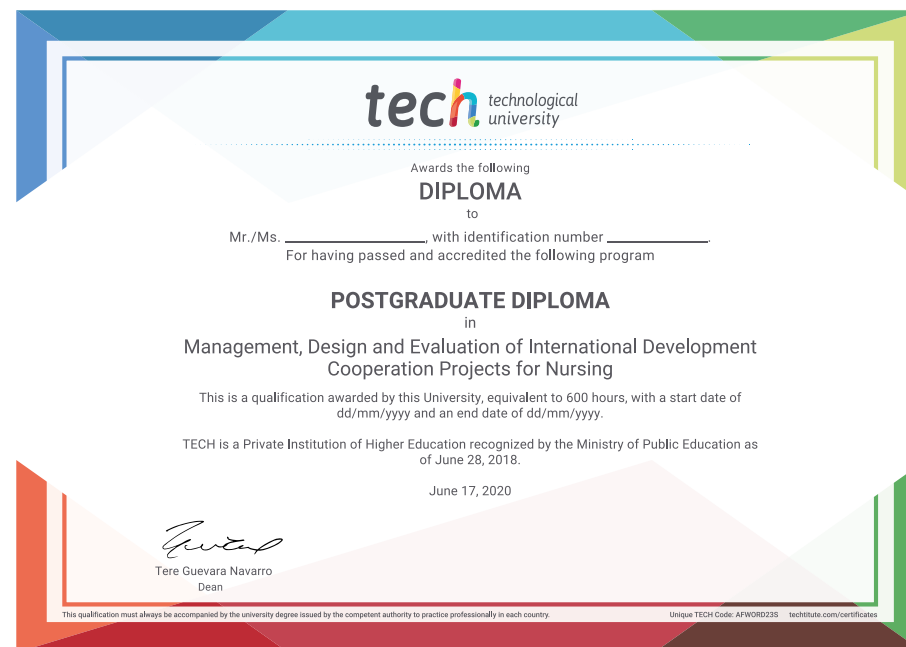 tech technological
university
Awards the following
DIPLOMA
to
Mr./Ms. ____________________, with identification number ______________.
For having passed and accredited the following program
POSTGRADUATE DIPLOMA
in
Management, Design and Evaluation of International Development
Cooperation Projects for Nursing
This is a qualification awarded by this University, equivalent to 600 hours, with a start date of
dd/mm/yyyy and an end date of dd/mm/yyyy.
TECH is a Private Institution of Higher Education recognized by the Ministry of Public Education as
of June 28, 2018.
June 17, 2020
Tere Guevara Navarro
Dean
This qualification must always be accompanied by the university degree issued by the competent authority to practice professionally in each country. Unique TECH Code: AFWORD23S techtitute.com/certificates